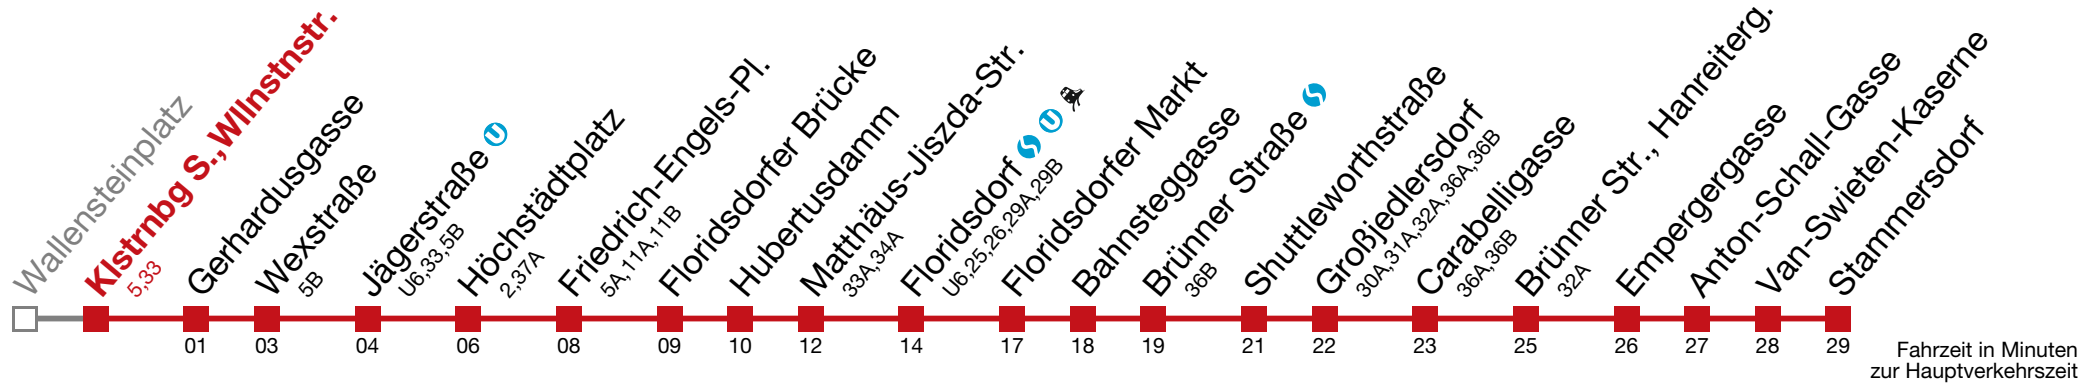 Wallensteinplatz
Klstrnbg S.,Wllnstnstr.
5,33
Gerhardusgasse
Wexstraße
5B
Jägerstraße U
U6,33,5B
Höchstädtplatz
2,37A
Friedrich-Engels-Pl.
5A,11A,11B
Floridsdorfer Brücke
Hubertusdamm
Matthäus-Jiszda-Str.
33A,34A
Floridsdorf S U
U6,25,26,29A,29B
Floridsdorfer Markt
Bahnsteggasse
Brünner Straße S
36B
Shuttleworthstraße
Großjedlersdorf
30A,31A,32A,36A,36B
Carabelligasse
36A,36B
Brünner Str., Hanreiterg.
32A
Empergergasse
Anton-Schall-Gasse
Van-Swieten-Kaserne
Stammersdorf
01 03 04 06 08 09 10 12 14 17 18 19 21 22 23 25 26 27 28 29
Fahrzeit in Minuten
zur Hauptverkehrszeit